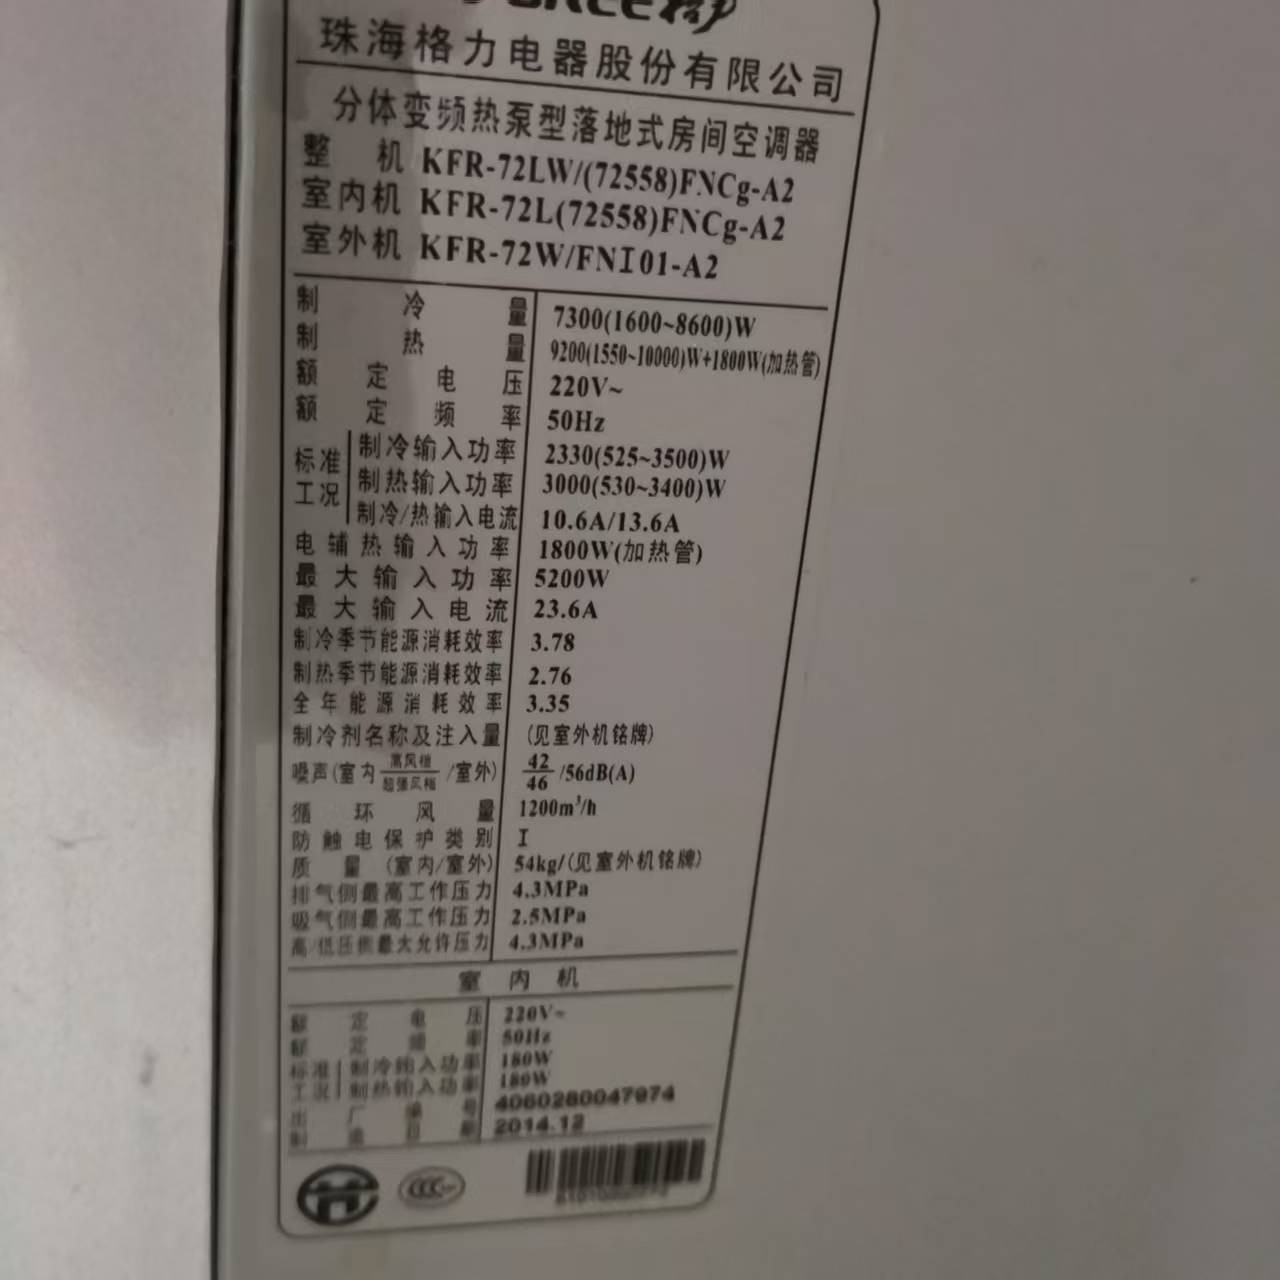 GREE格力
珠海格力电器股份有限公司
分体变频热泵型落地式房间空调器
整 机 KFR-72LW/(72558)FNCg-A2
室内机 KFR-72L(72558)FNCg-A2
室外机 KFR-72W/FNI01-A2
制冷量 7300(1600~8600)W
制热量 9200(1550~10000)W+1800W(加热管)
额定电压 220V~
额定频率 50Hz
标准工况 制冷输入功率 2330(525~3500)W
制热输入功率 3000(530~3400)W
制冷/热输入电流 10.6A/13.6A
电辅热输入功率 1800W(加热管)
最大输入功率 5200W
最大输入电流 23.6A
制冷季节能源消耗效率 3.78
制热季节能源消耗效率 2.76
全年能源消耗效率 3.35
制冷剂名称及注入量 (见室外机铭牌)
噪声(室内 高风档/超强风档 /室外) 42/46 /56dB(A)
循环风量 1200m³/h
防触电保护类别 I
质量(室内/室外) 54kg/(见室外机铭牌)
排气侧最高工作压力 4.3MPa
吸气侧最高工作压力 2.5MPa
高/低压侧最大允许压力 4.3MPa
室内机
额定电压 220V~
额定频率 50Hz
标准工况 制冷输入功率 180W
制热输入功率 180W
出厂编号 4060280047974
制造日期 2014.12
CCC